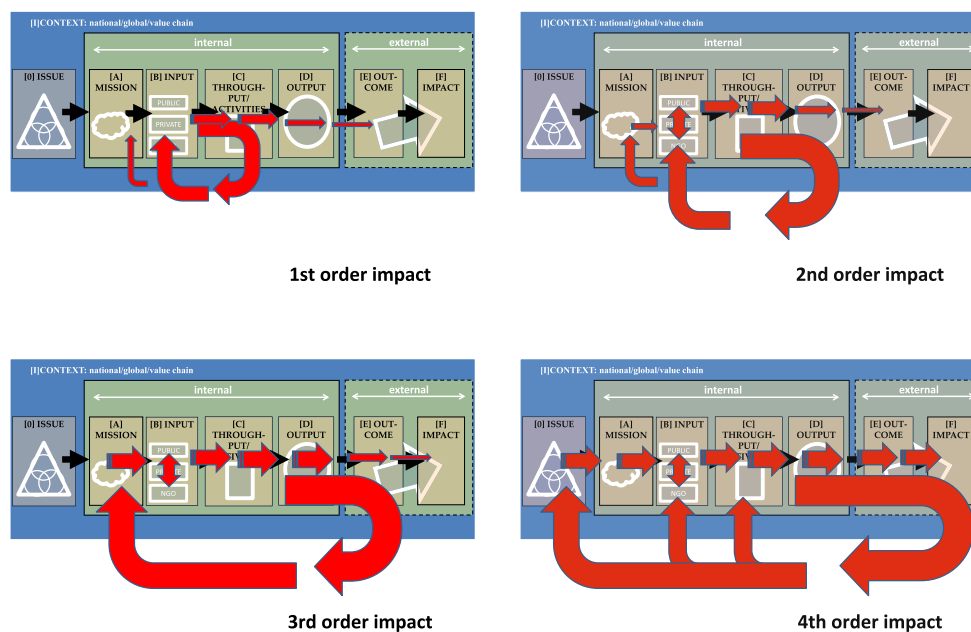 [I]CONTEXT: national/global/value chain
internal
external
[0] ISSUE
[A]
MISSION
[B] INPUT
[C]
THROUGH-
PUT/
ACTIVITIES
[D]
OUTPUT
[E] OUT-
COME
[F]
IMPACT
PUBLIC
PRIVATE
1st order impact
[I]CONTEXT: national/global/value chain
internal
external
[0] ISSUE
[A]
MISSION
[B] INPUT
[C]
THROUGH-
PUT/
[D]
OUTPUT
[E] OUT-
COME
[F]
IMPACT
PUBLIC
NGO
2nd order impact
[I]CONTEXT: national/global/value chain
internal
external
[0] ISSUE
[A]
MISSION
[B] INPUT
[C]
THROUGH-
PUT/
[D]
OUTPUT
[E] OUT-
COME
[F]
IMPACT
PUBLIC
NGO
3rd order impact
[I]CONTEXT: national/global/value chain
internal
external
[0] ISSUE
[A]
MISSION
[B] INPUT
[C]
THROUGH-
PUT/
[D]
OUTPUT
[E] OUT-
COME
[F]
IMPACT
PUBLIC
NGO
4th order impact